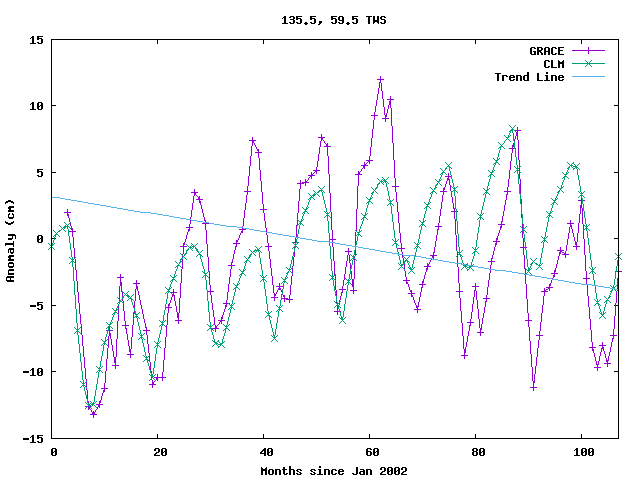 135.5, 59.5 TWS
GRACE
CLM
Trend Line
15
10
5
0
-5
-10
-15
Anomaly (cm)
0 20 40 60 80 100
Months since Jan 2002